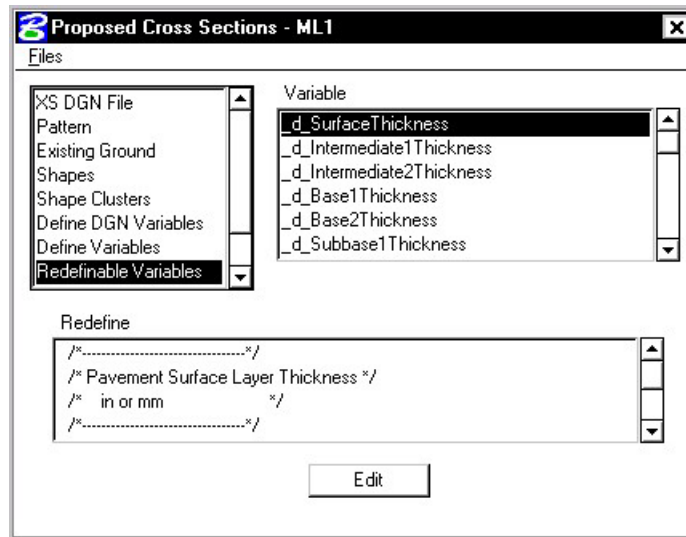 Proposed Cross Sections - ML1
Files
XS DGN File
Pattern
Existing Ground
Shapes
Shape Clusters
Define DGN Variables
Define Variables
Redefinable Variables
Variable
_d_SurfaceThickness
_d_Intermediate1Thickness
_d_Intermediate2Thickness
_d_Base1Thickness
_d_Base2Thickness
_d_Subbase1Thickness
Redefine
/*---------------------------------*/
/* Pavement Surface Layer Thickness */
/* in or mm */
/*---------------------------------*/
Edit